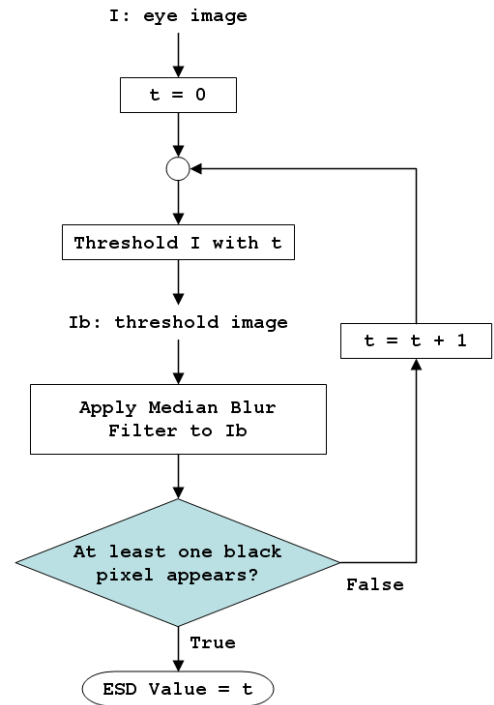 I: eye image
t = 0
Threshold I with t
Ib: threshold image
t = t + 1
Apply Median Blur
Filter to Ib
At least one black
pixel appears?
False
True
ESD Value = t